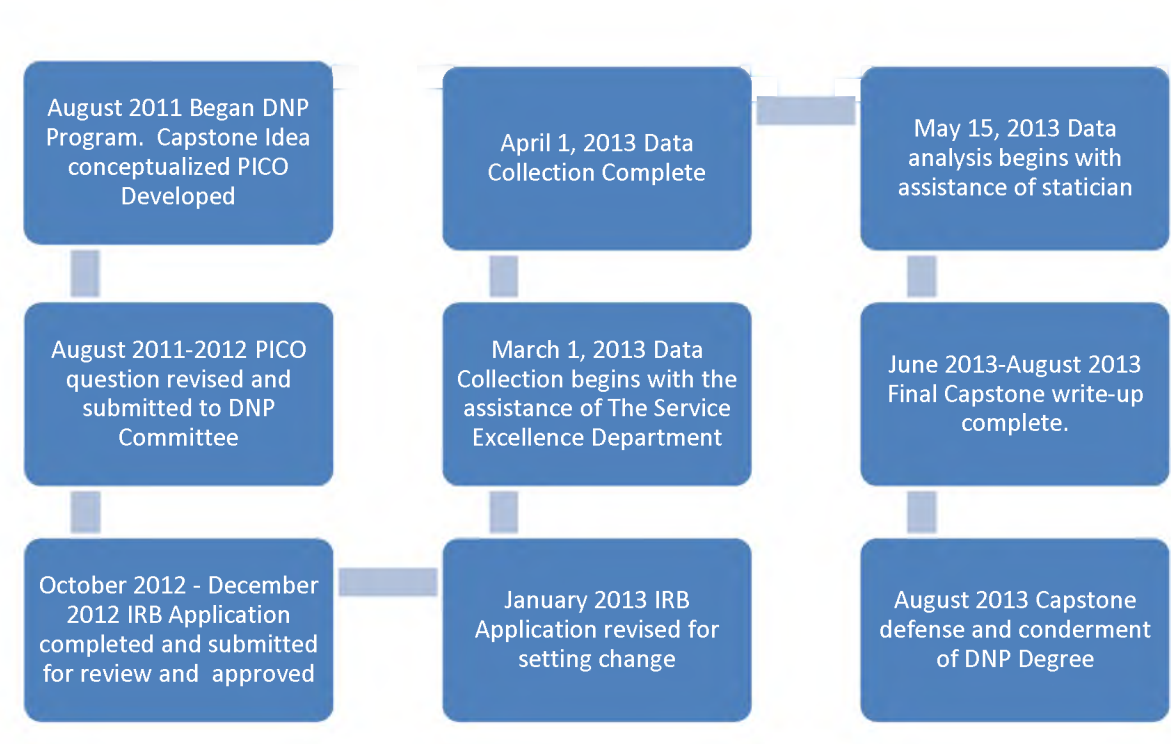 August 2011 Began DNP
Program.  Capstone Idea
conceptualized PICO
Developed
August 2011-2012 PICO
question revised and
submitted to DNP
Committee
October 2012 - December
2012 IRB Application
completed and submitted
for review and  approved
January 2013 IRB
Application revised for
setting change
March 1, 2013 Data
Collection begins with the
assistance of The Service
Excellence Department
April 1, 2013 Data
Collection Complete
May 15, 2013 Data
analysis begins with
assistance of statician
June 2013-August 2013
Final Capstone write-up
complete.
August 2013 Capstone
defense and conderment
of DNP Degree